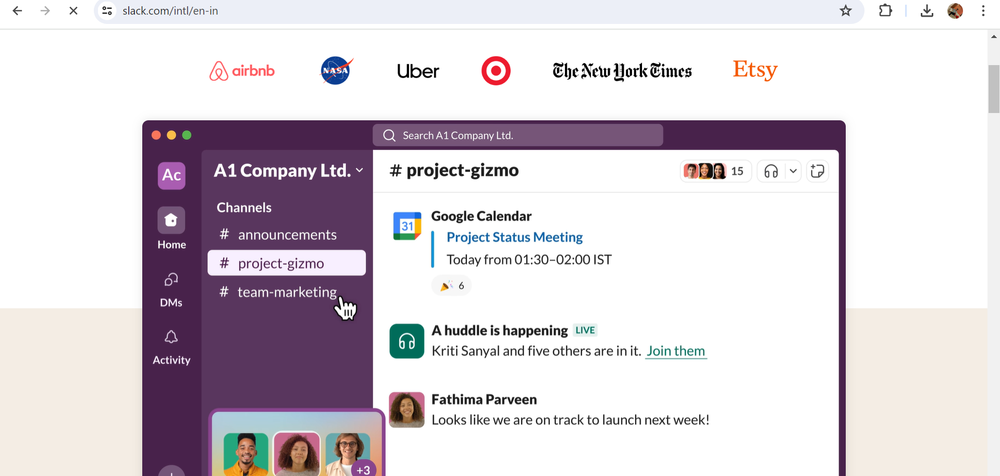 slack.com/intl/en-in
airbnb NASA Uber The New York Times Etsy
Search A1 Company Ltd.
Ac A1 Company Ltd. # project-gizmo 15
Channels
# announcements
Home
# project-gizmo
# team-marketing
DMs
Activity
31 Google Calendar
Project Status Meeting
Today from 01:30–02:00 IST
6
A huddle is happening LIVE
Kriti Sanyal and five others are in it. Join them
Fathima Parveen
Looks like we are on track to launch next week!
+3